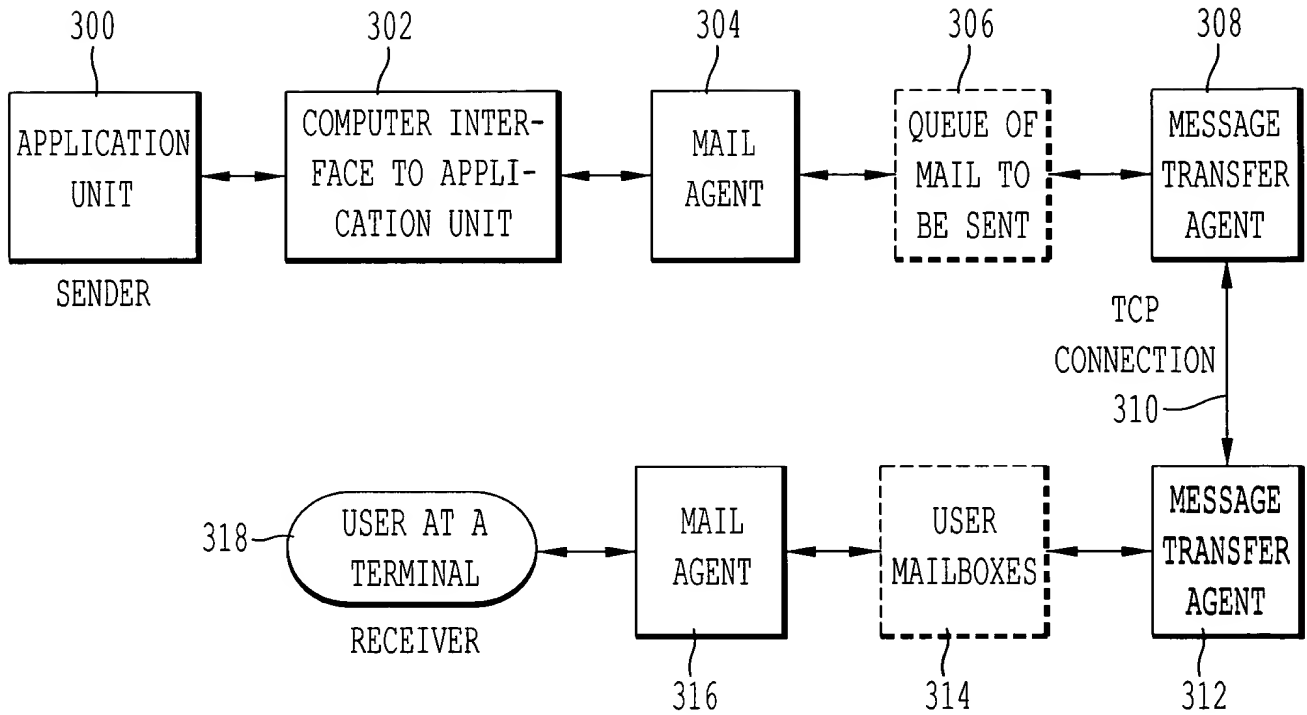 300
302
304
306
308
APPLICATION
UNIT
COMPUTER INTER-
FACE TO APPLI-
CATION UNIT
MAIL
AGENT
QUEUE OF
MAIL TO
BE SENT
MESSAGE
TRANSFER
AGENT
SENDER
TCP
CONNECTION
310
318
USER AT A
TERMINAL
RECEIVER
MAIL
AGENT
USER
MAILBOXES
MESSAGE
TRANSFER
AGENT
316
314
312